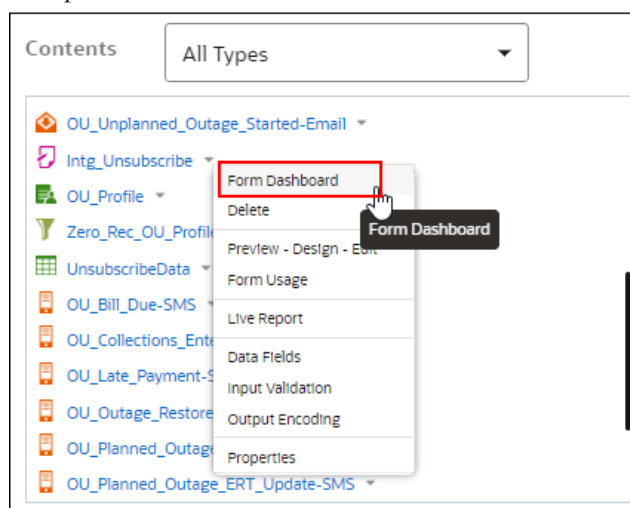 Contents
All Types
OU_Unplanned_Outage_Started-Email
Intg_Unsubscribe
Form Dashboard
OU_Profile
Delete
Form Dashboard
Zero_Rec_OU_Profile
Preview - Design - Edit
UnsubscribeData
Form Usage
OU_Bill_Due-SMS
Live Report
OU_Collections_Ente
Data Fields
OU_Late_Payment-S
Input Validation
OU_Outage_Restore
Output Encoding
OU_Planned_Outage
Properties
OU_Planned_Outage_ERT_Update-SMS